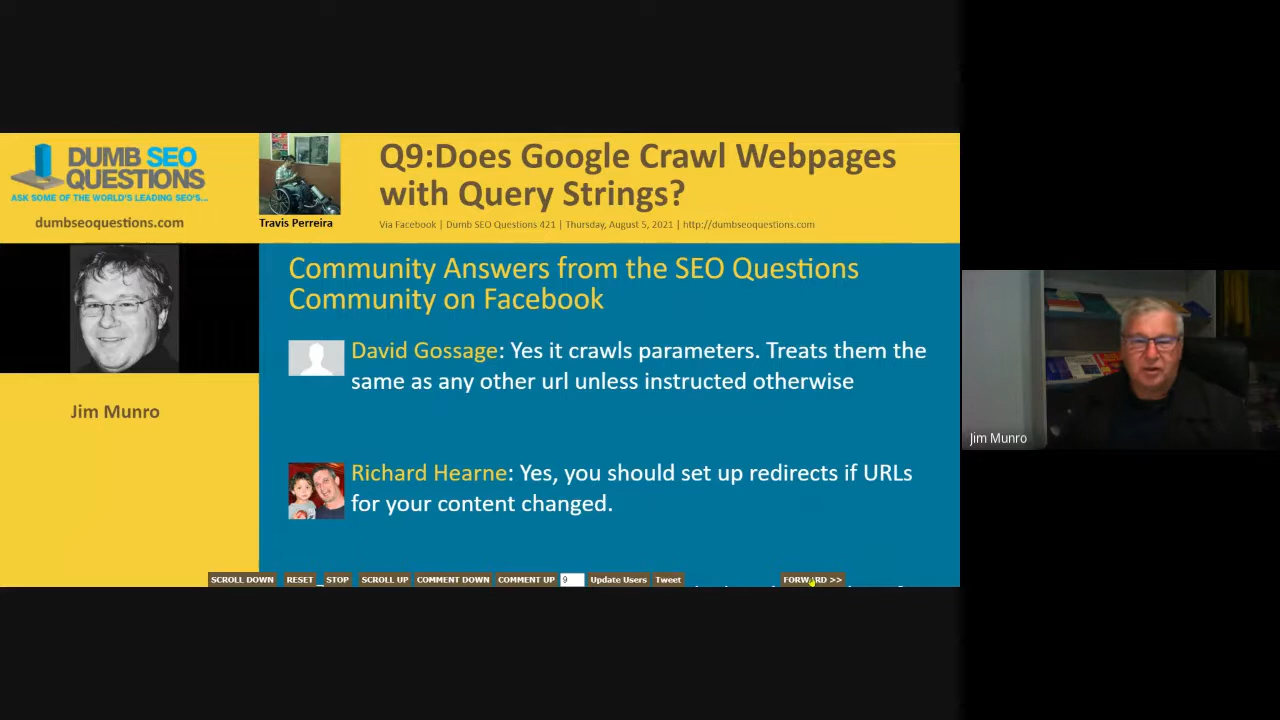 DUMB SEO
QUESTIONS
ASK SOME OF THE WORLD'S LEADING SEO'S...
dumbseoquestions.com
Travis Perreira
Q9:Does Google Crawl Webpages
with Query Strings?
Via Facebook | Dumb SEO Questions 421 | Thursday, August 5, 2021 | http://dumbseoquestions.com
Jim Munro
Community Answers from the SEO Questions
Community on Facebook
David Gossage: Yes it crawls parameters. Treats them the
same as any other url unless instructed otherwise
Richard Hearne: Yes, you should set up redirects if URLs
for your content changed.
SCROLL DOWN RESET STOP SCROLL UP COMMENT DOWN COMMENT UP 9 Update Users Tweet FORWARD >>
Jim Munro